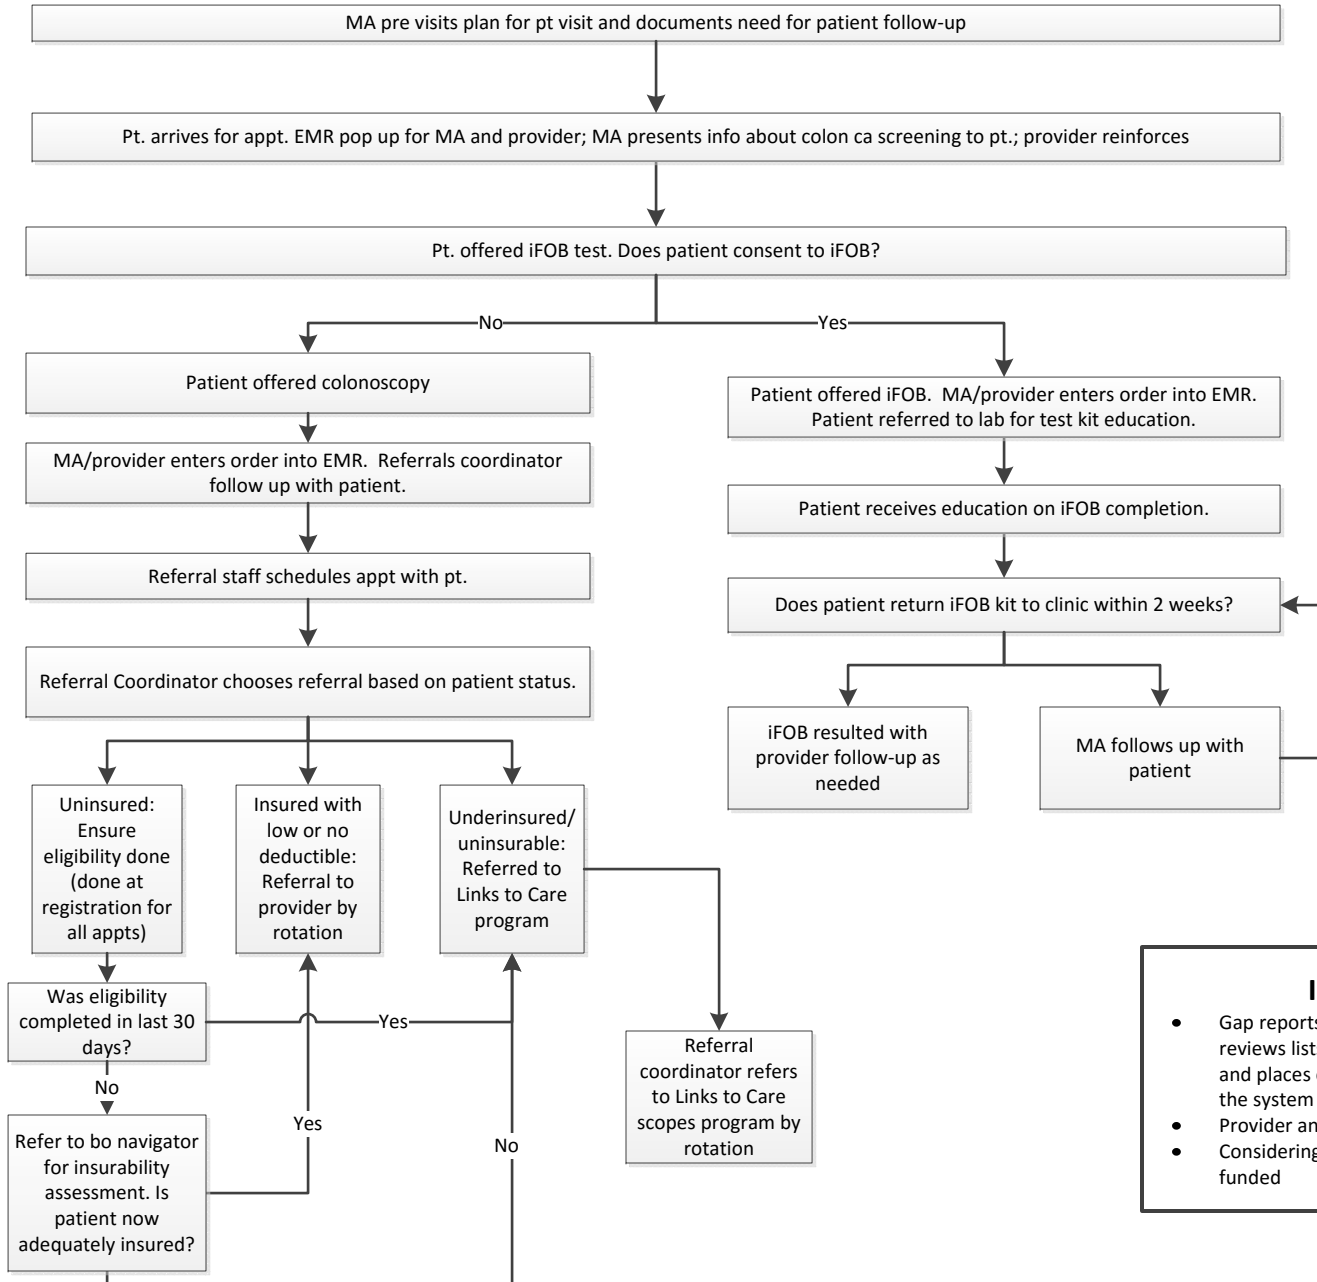 MA pre visits plan for pt visit and documents need for patient follow-up
Pt. arrives for appt. EMR pop up for MA and provider; MA presents info about colon ca screening to pt.; provider reinforces
Pt. offered iFOB test. Does patient consent to iFOB?
No
Yes
Patient offered colonoscopy
MA/provider enters order into EMR.  Referrals coordinator
follow up with patient.
Referral staff schedules appt with pt.
Referral Coordinator chooses referral based on patient status.
Uninsured:
Ensure
eligibility done
(done at
registration for
all appts)
Insured with
low or no
deductible:
Referral to
provider by
rotation
Underinsured/
uninsurable:
Referred to
Links to Care
program
Was eligibility
completed in last 30
days?
Yes
No
Refer to bo navigator
for insurability
assessment. Is
patient now
adequately insured?
Yes
No
Referral
coordinator refers
to Links to Care
scopes program by
rotation
Patient offered iFOB.  MA/provider enters order into EMR.
Patient referred to lab for test kit education.
Patient receives education on iFOB completion.
Does patient return iFOB kit to clinic within 2 weeks?
iFOB resulted with
provider follow-up as
needed
MA follows up with
patient
● Gap reports
reviews lists
and places
the system
● Provider an
● Considering
funded